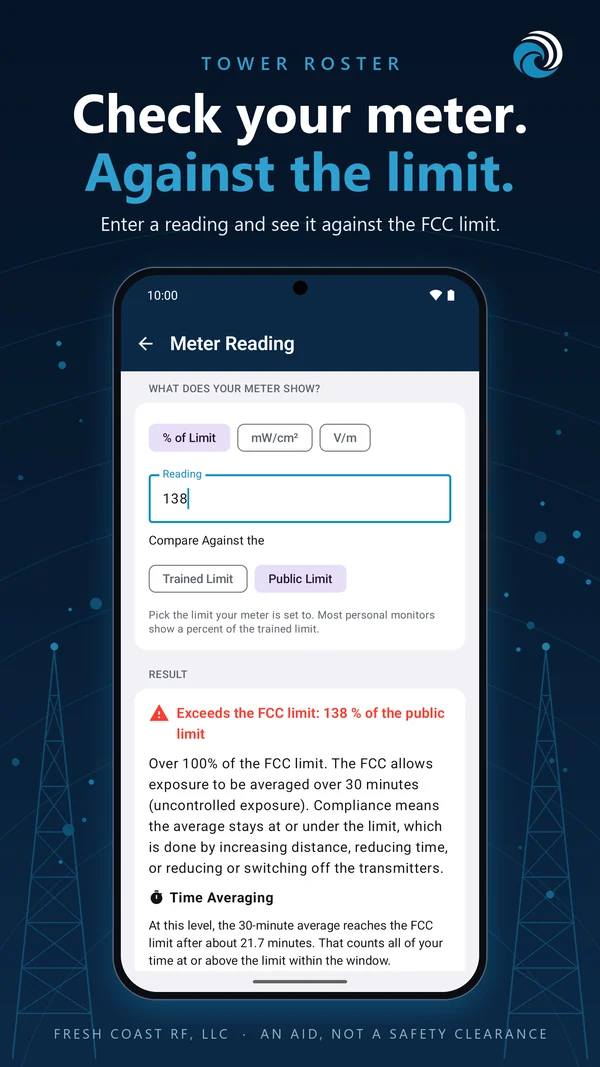 TOWER ROSTER
Check your meter.
Against the limit.
Enter a reading and see it against the FCC limit.
10:00
Meter Reading
WHAT DOES YOUR METER SHOW?
% of Limit
mW/cm²
V/m
Reading
138
Compare Against the
Trained Limit
Public Limit
Pick the limit your meter is set to. Most personal monitors
show a percent of the trained limit.
RESULT
Exceeds the FCC limit: 138 % of the public
limit
Over 100% of the FCC limit. The FCC allows
exposure to be averaged over 30 minutes
(uncontrolled exposure). Compliance means
the average stays at or under the limit, which
is done by increasing distance, reducing time,
or reducing or switching off the transmitters.
Time Averaging
At this level, the 30-minute average reaches the FCC
limit after about 21.7 minutes. That counts all of your
time at or above the limit within the window.
FRESH COAST RF, LLC · AN AID, NOT A SAFETY CLEARANCE